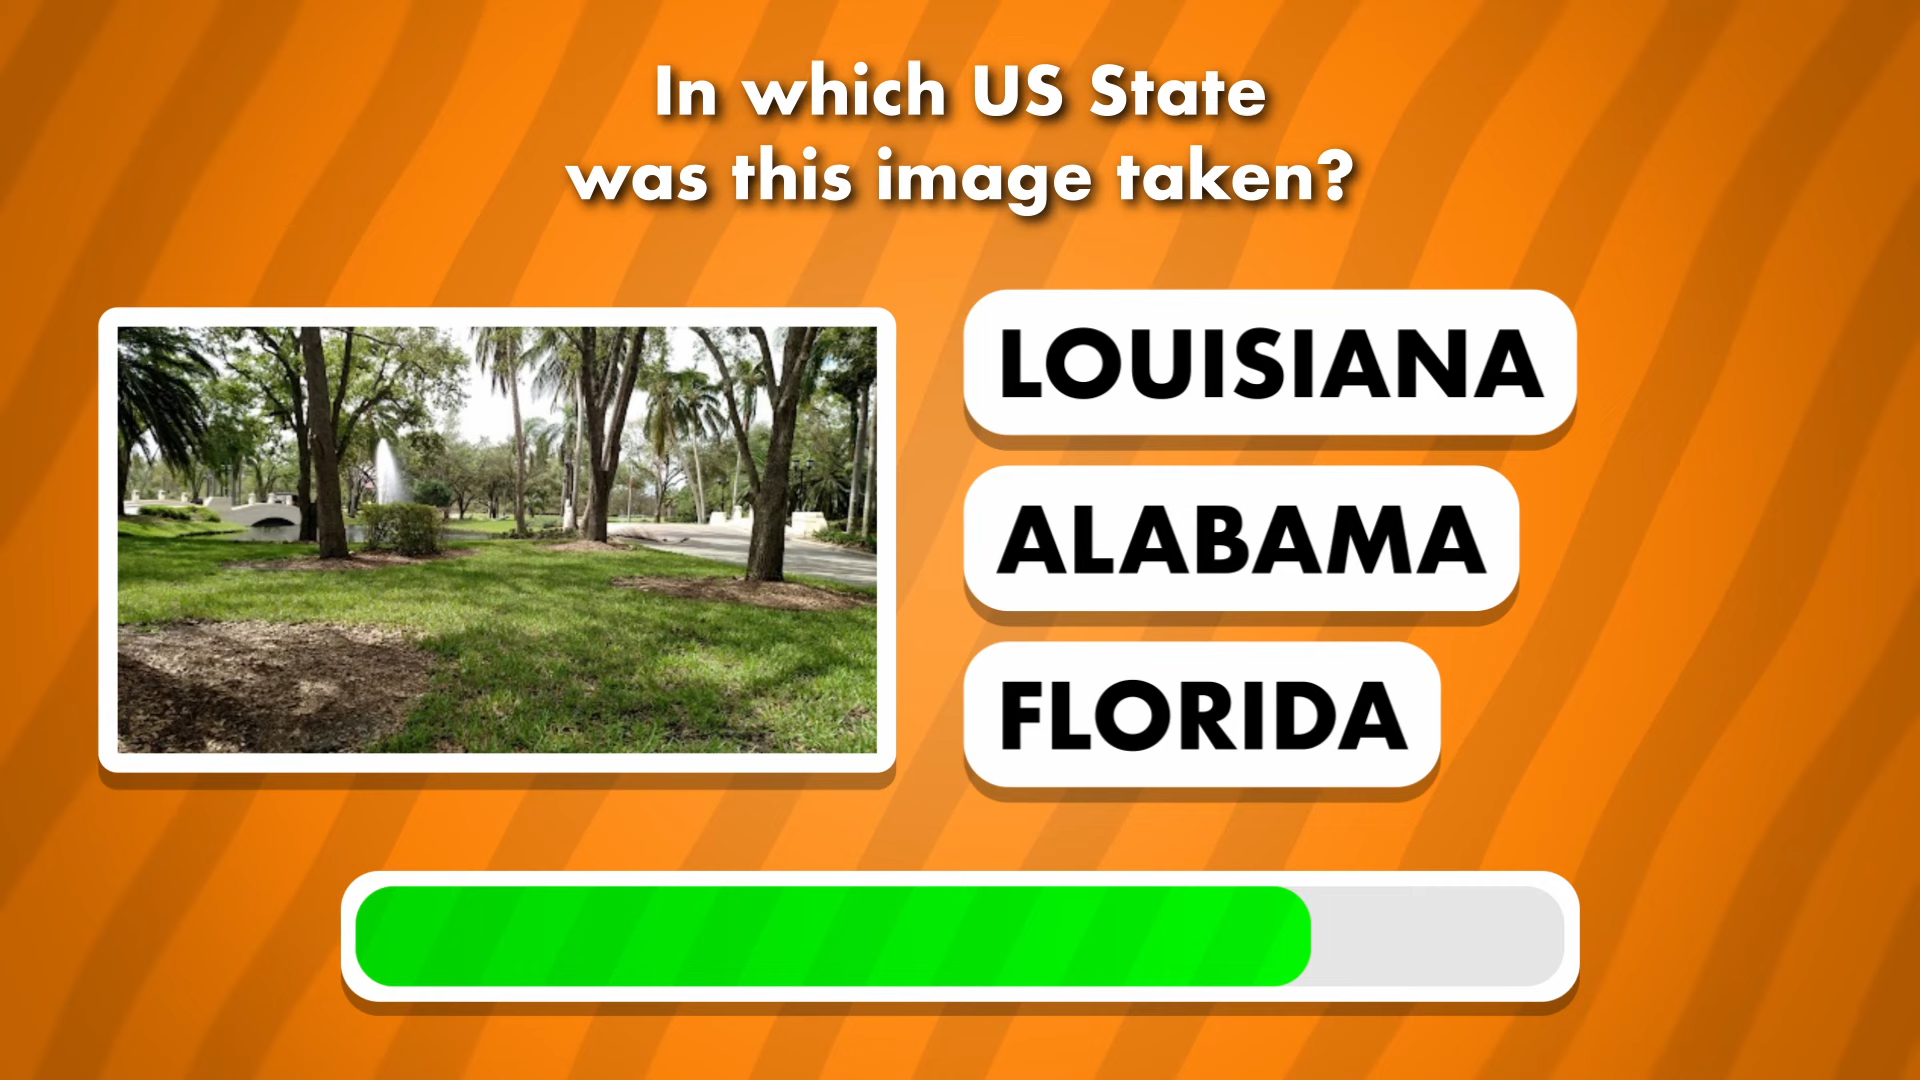 In which US State
was this image taken?
LOUISIANA
ALABAMA
FLORIDA